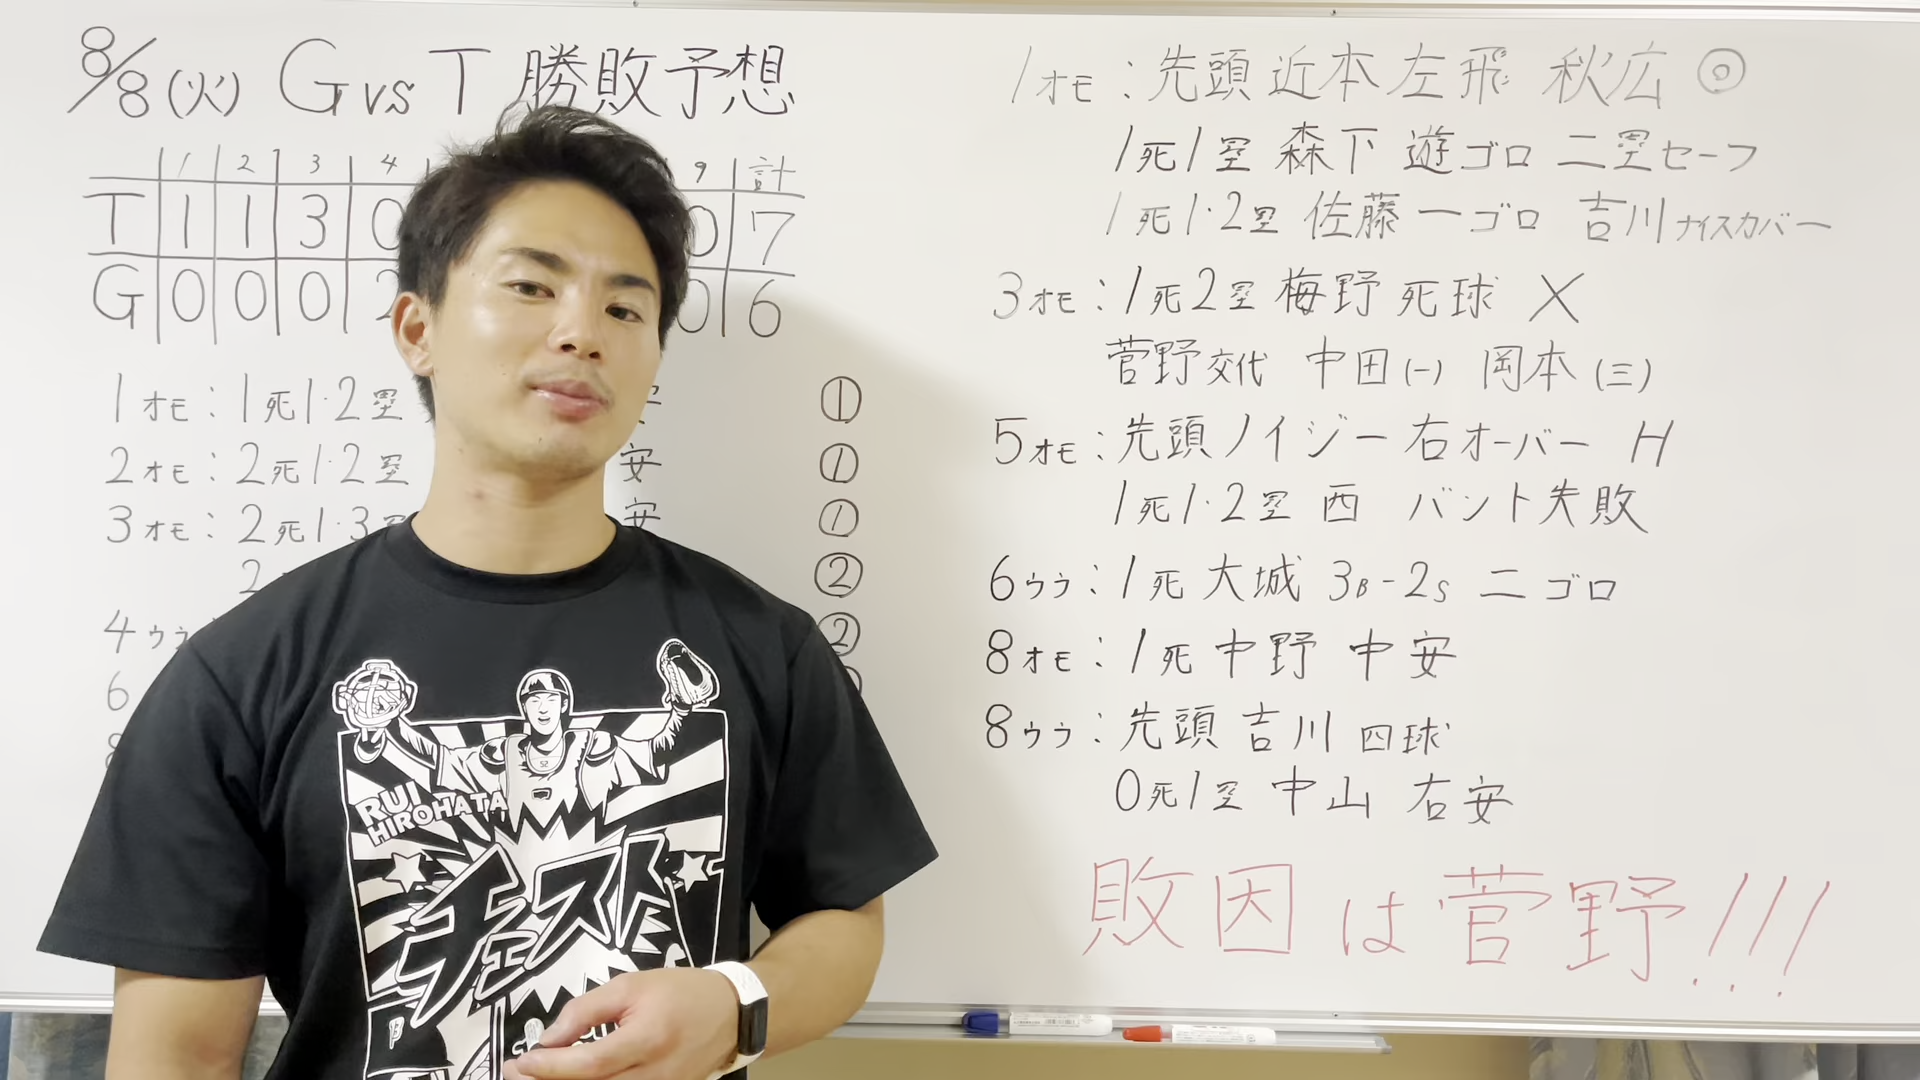 8/8(火) G vs T 勝敗予想
1 2 3 4 9 計
T 1 1 3 0 0 7
G 0 0 0 2 0 6
1オモ:1死1·2塁 ①
2オモ:2死1·2塁 安 ①
3オモ:2死1·3塁 安 ①
2 ②
4ウラ ②
6
8
1オモ:先頭 近本 左飛 秋広 ◎
1死1塁 森下 遊ゴロ 二塁セーフ
1死1·2塁 佐藤 一ゴロ 吉川ナイスカバー
3オモ:1死2塁 梅野 死球 ✕
菅野交代 中田(一) 岡本(三)
5オモ:先頭ノイジー 右オーバー H
1死1·2塁 西 バント失敗
6ウラ:1死 大城 3B-2S 二ゴロ
8オモ:1死 中野 中安
8ウラ:先頭 吉川 四球
0死1塁 中山 右安
敗因は菅野!!!
RUI
HIROHATA
チェスト